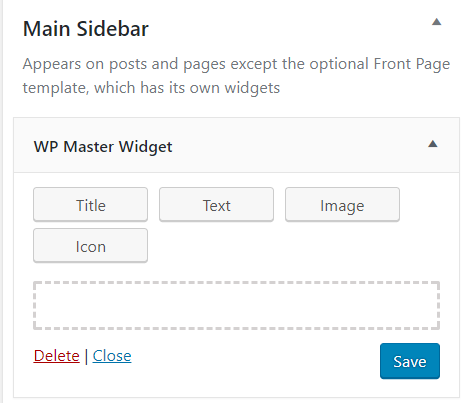 Main Sidebar
Appears on posts and pages except the optional Front Page
template, which has its own widgets
WP Master Widget
Title Text Image
Icon
Delete | Close Save